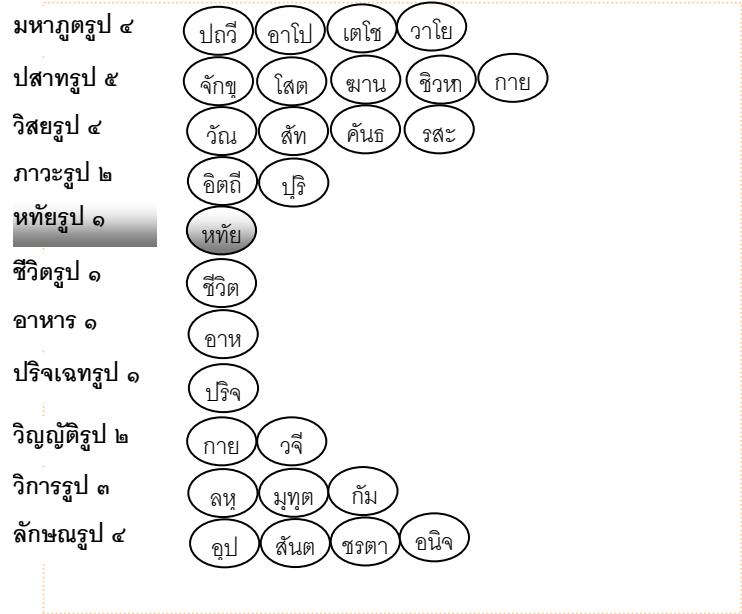 มหาภูตรูป ๔ ปถวี อาโป เตโช วาโย
ปสาทรูป ๕ จักขุ โสต ฆาน ชิวหา กาย
วิสยรูป ๔ วัณ สัท คันธ รสะ
ภาวะรูป ๒ อิตถี ปุริ
หทัยรูป ๑ หทัย
ชีวิตรูป ๑ ชีวิต
อาหาร ๑ อาห
ปริจเฉทรูป ๑ ปริจ
วิญญัติรูป ๒ กาย วจี
วิการรูป ๓ ลหุ มุทุต กัม
ลักษณรูป ๔ อุป สันต ชรตา อนิจ